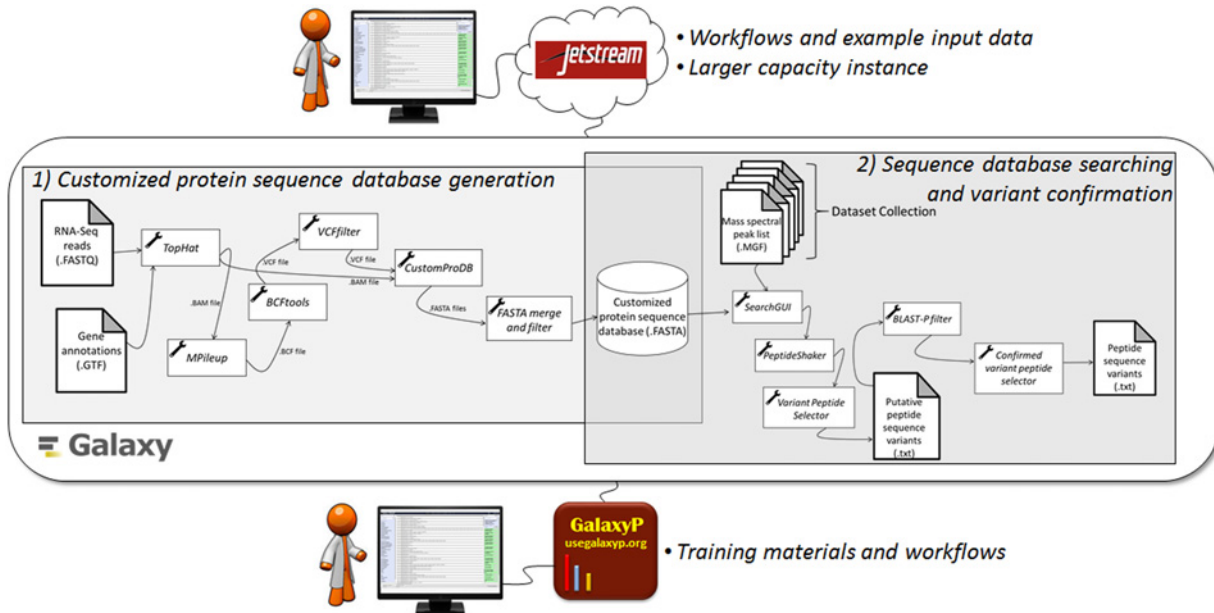 Jetstream
• Workflows and example input data
• Larger capacity instance
1) Customized protein sequence database generation
2) Sequence database searching
and variant confirmation
RNA-Seq
reads
(.FASTQ)
Gene
annotations
(.GTF)
TopHat
.BAM file
MPileup
.BCF file
BCFtools
.VCF file
VCFfilter
.VCF file
.BAM file
CustomProDB
.FASTA files
FASTA merge
and filter
Customized
protein sequence
database (.FASTA)
Mass spectral
peak list
(.MGF)
Dataset Collection
SearchGUI
PeptideShaker
Variant Peptide
Selector
Putative
peptide
sequence
variants
(.txt)
BLAST-P filter
Confirmed
variant peptide
selector
Peptide
sequence
variants
(.txt)
Galaxy
GalaxyP
usegalaxyp.org
• Training materials and workflows